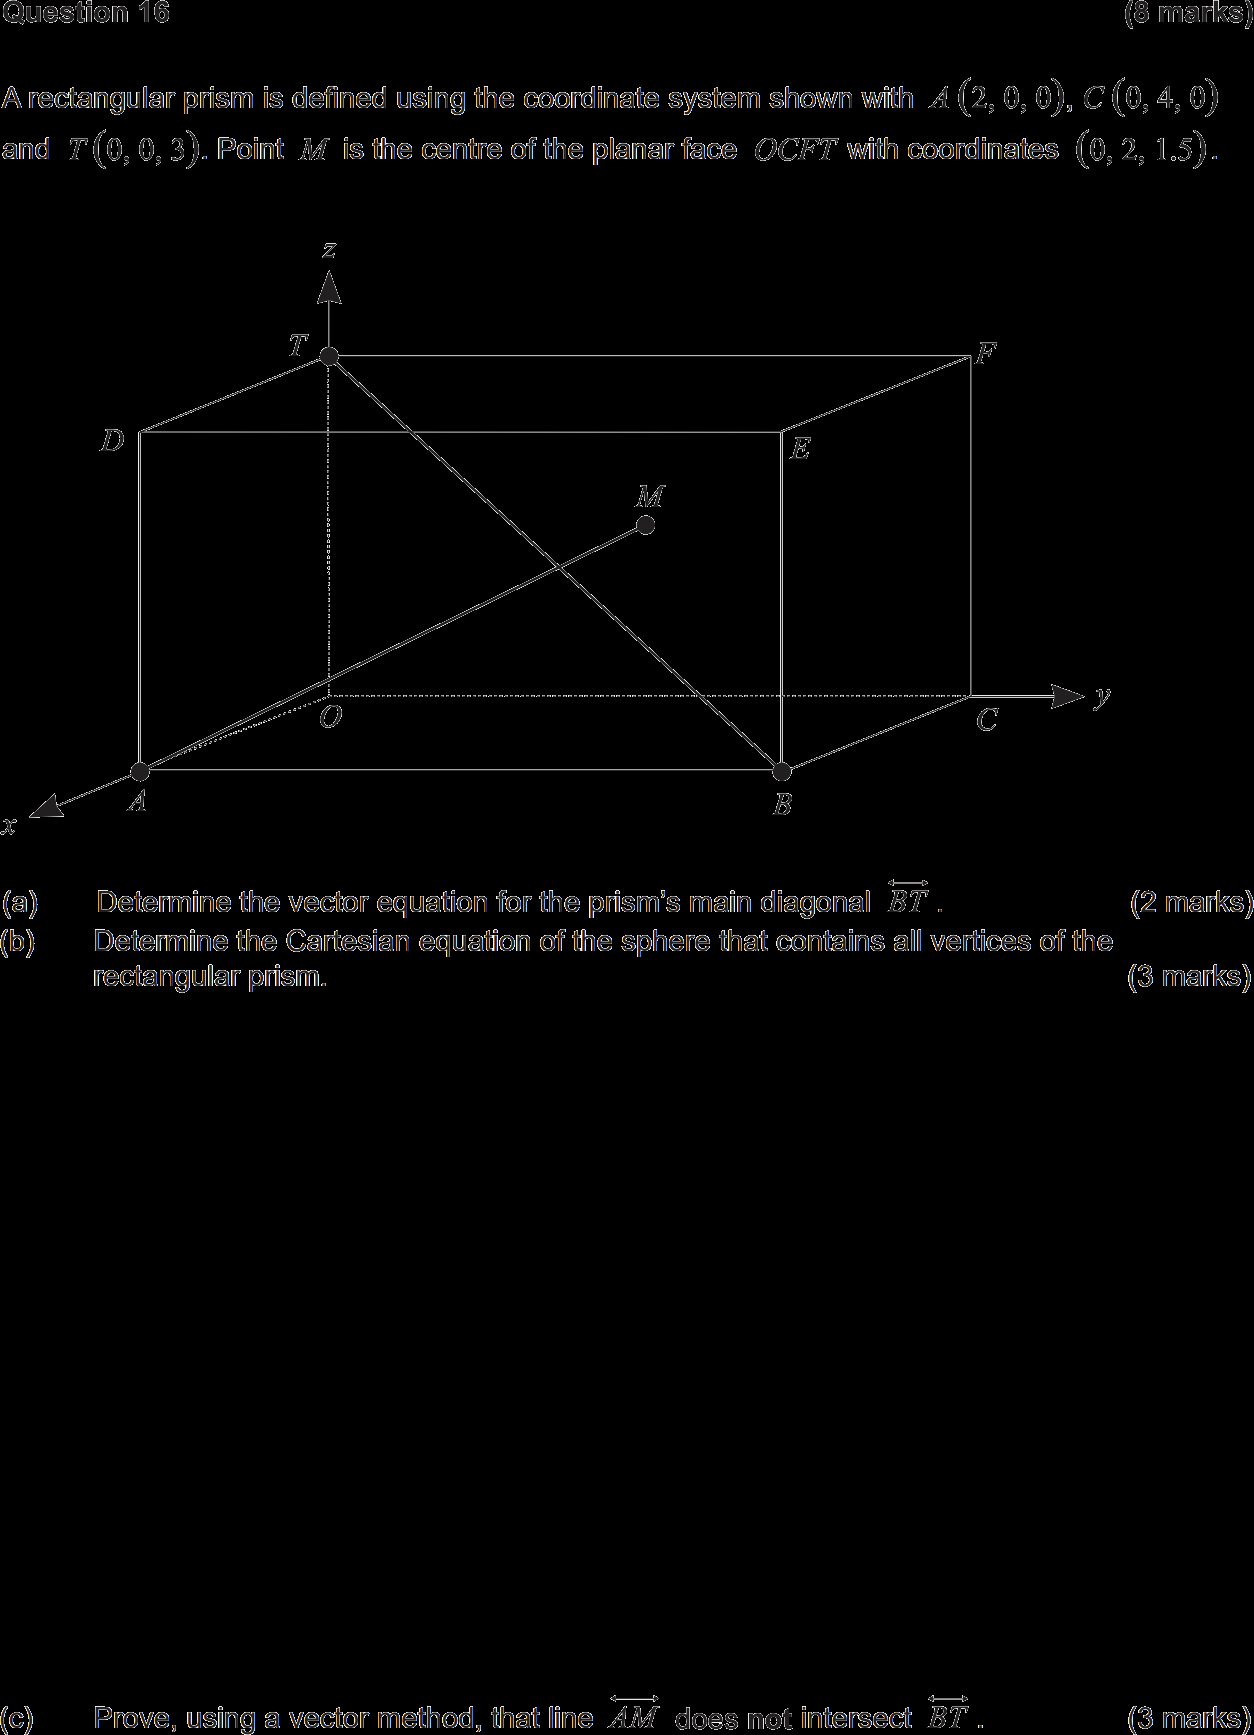 Question 16 (8 marks)
A rectangular prism is defined using the coordinate system shown with A(2, 0, 0), C(0, 4, 0)
and T(0, 0, 3). Point M is the centre of the planar face OCFT with coordinates (0, 2, 1.5).
z
T
F
D
E
M
O
C
y
A
B
x
(a) Determine the vector equation for the prism's main diagonal \overleftrightarrow{BT}. (2 marks)
(b) Determine the Cartesian equation of the sphere that contains all vertices of the
rectangular prism. (3 marks)
(c) Prove, using a vector method, that line \overleftrightarrow{AM} does not intersect \overleftrightarrow{BT}. (3 marks)